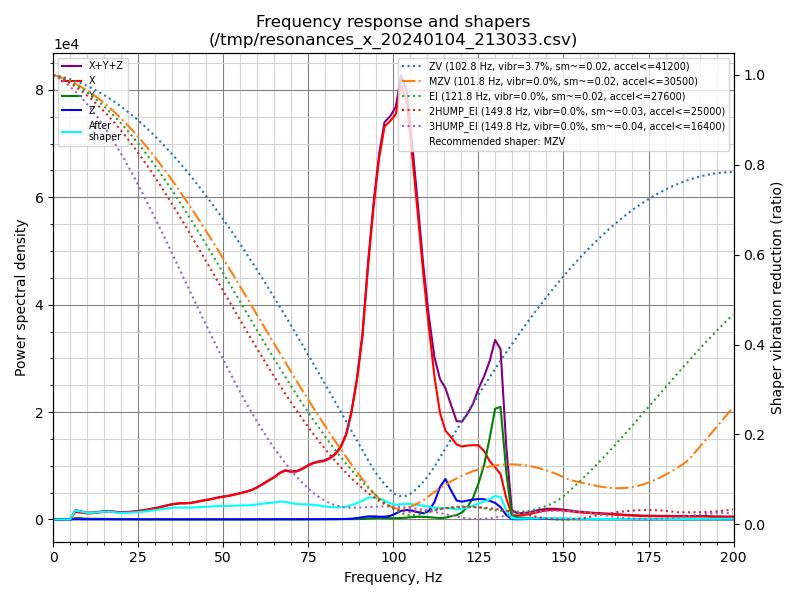 Frequency response and shapers
(/tmp/resonances_x_20240104_213033.csv)
1e4
X+Y+Z
X
Y
Z
After
shaper
ZV (102.8 Hz, vibr=3.7%, sm~=0.02, accel<=41200)
MZV (101.8 Hz, vibr=0.0%, sm~=0.02, accel<=30500)
EI (121.8 Hz, vibr=0.0%, sm~=0.02, accel<=27600)
2HUMP_EI (149.8 Hz, vibr=0.0%, sm~=0.03, accel<=25000)
3HUMP_EI (149.8 Hz, vibr=0.0%, sm~=0.04, accel<=16400)
Recommended shaper: MZV
Power spectral density
8
6
4
2
0
0 25 50 75 100 125 150 175 200
Frequency, Hz
1.0
0.8
0.6
0.4
0.2
0.0
Shaper vibration reduction (ratio)